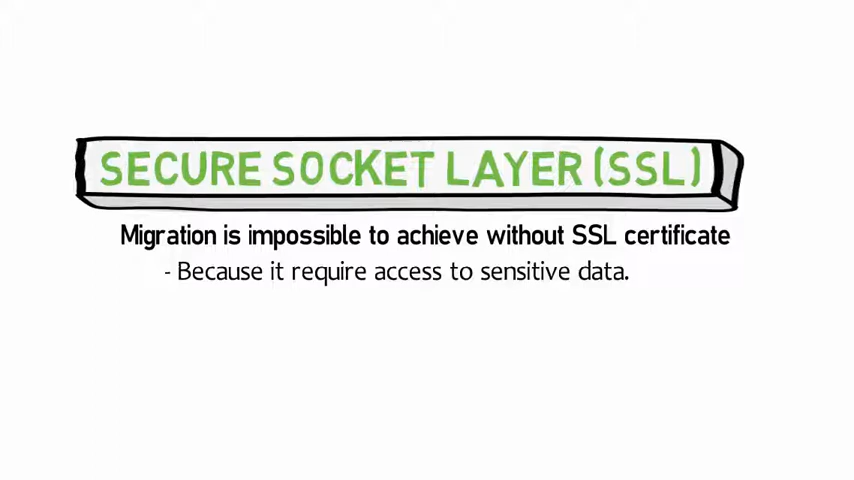 SECURE SOCKET LAYER (SSL)
Migration is impossible to achieve without SSL certificate
- Because it require access to sensitive data.